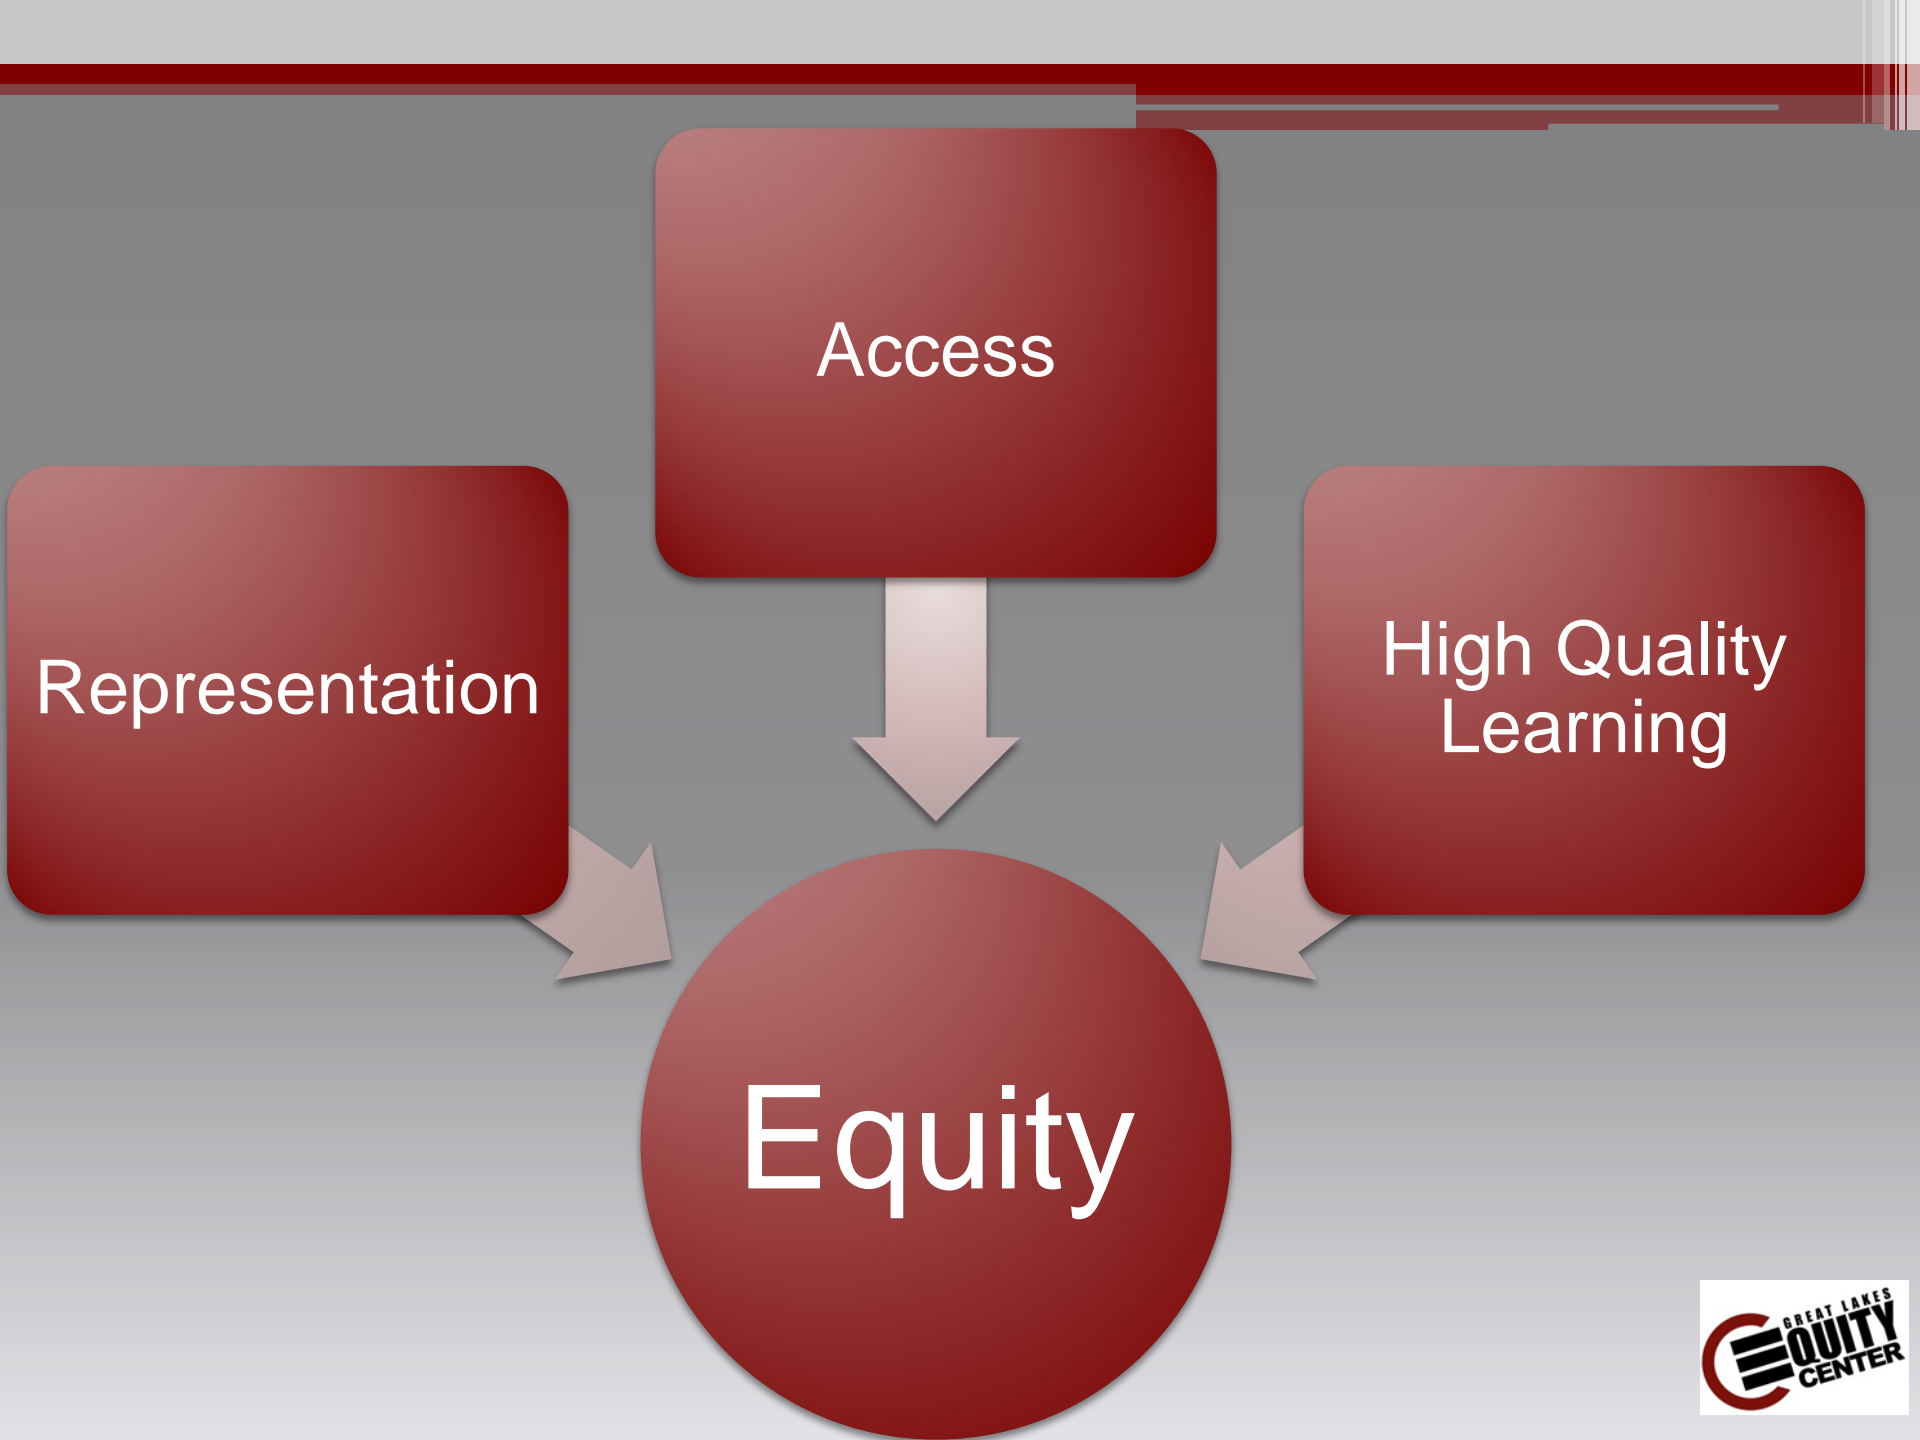 Access
Representation
High Quality
Learning
Equity
GREAT LAKES
EQUITY
CENTER